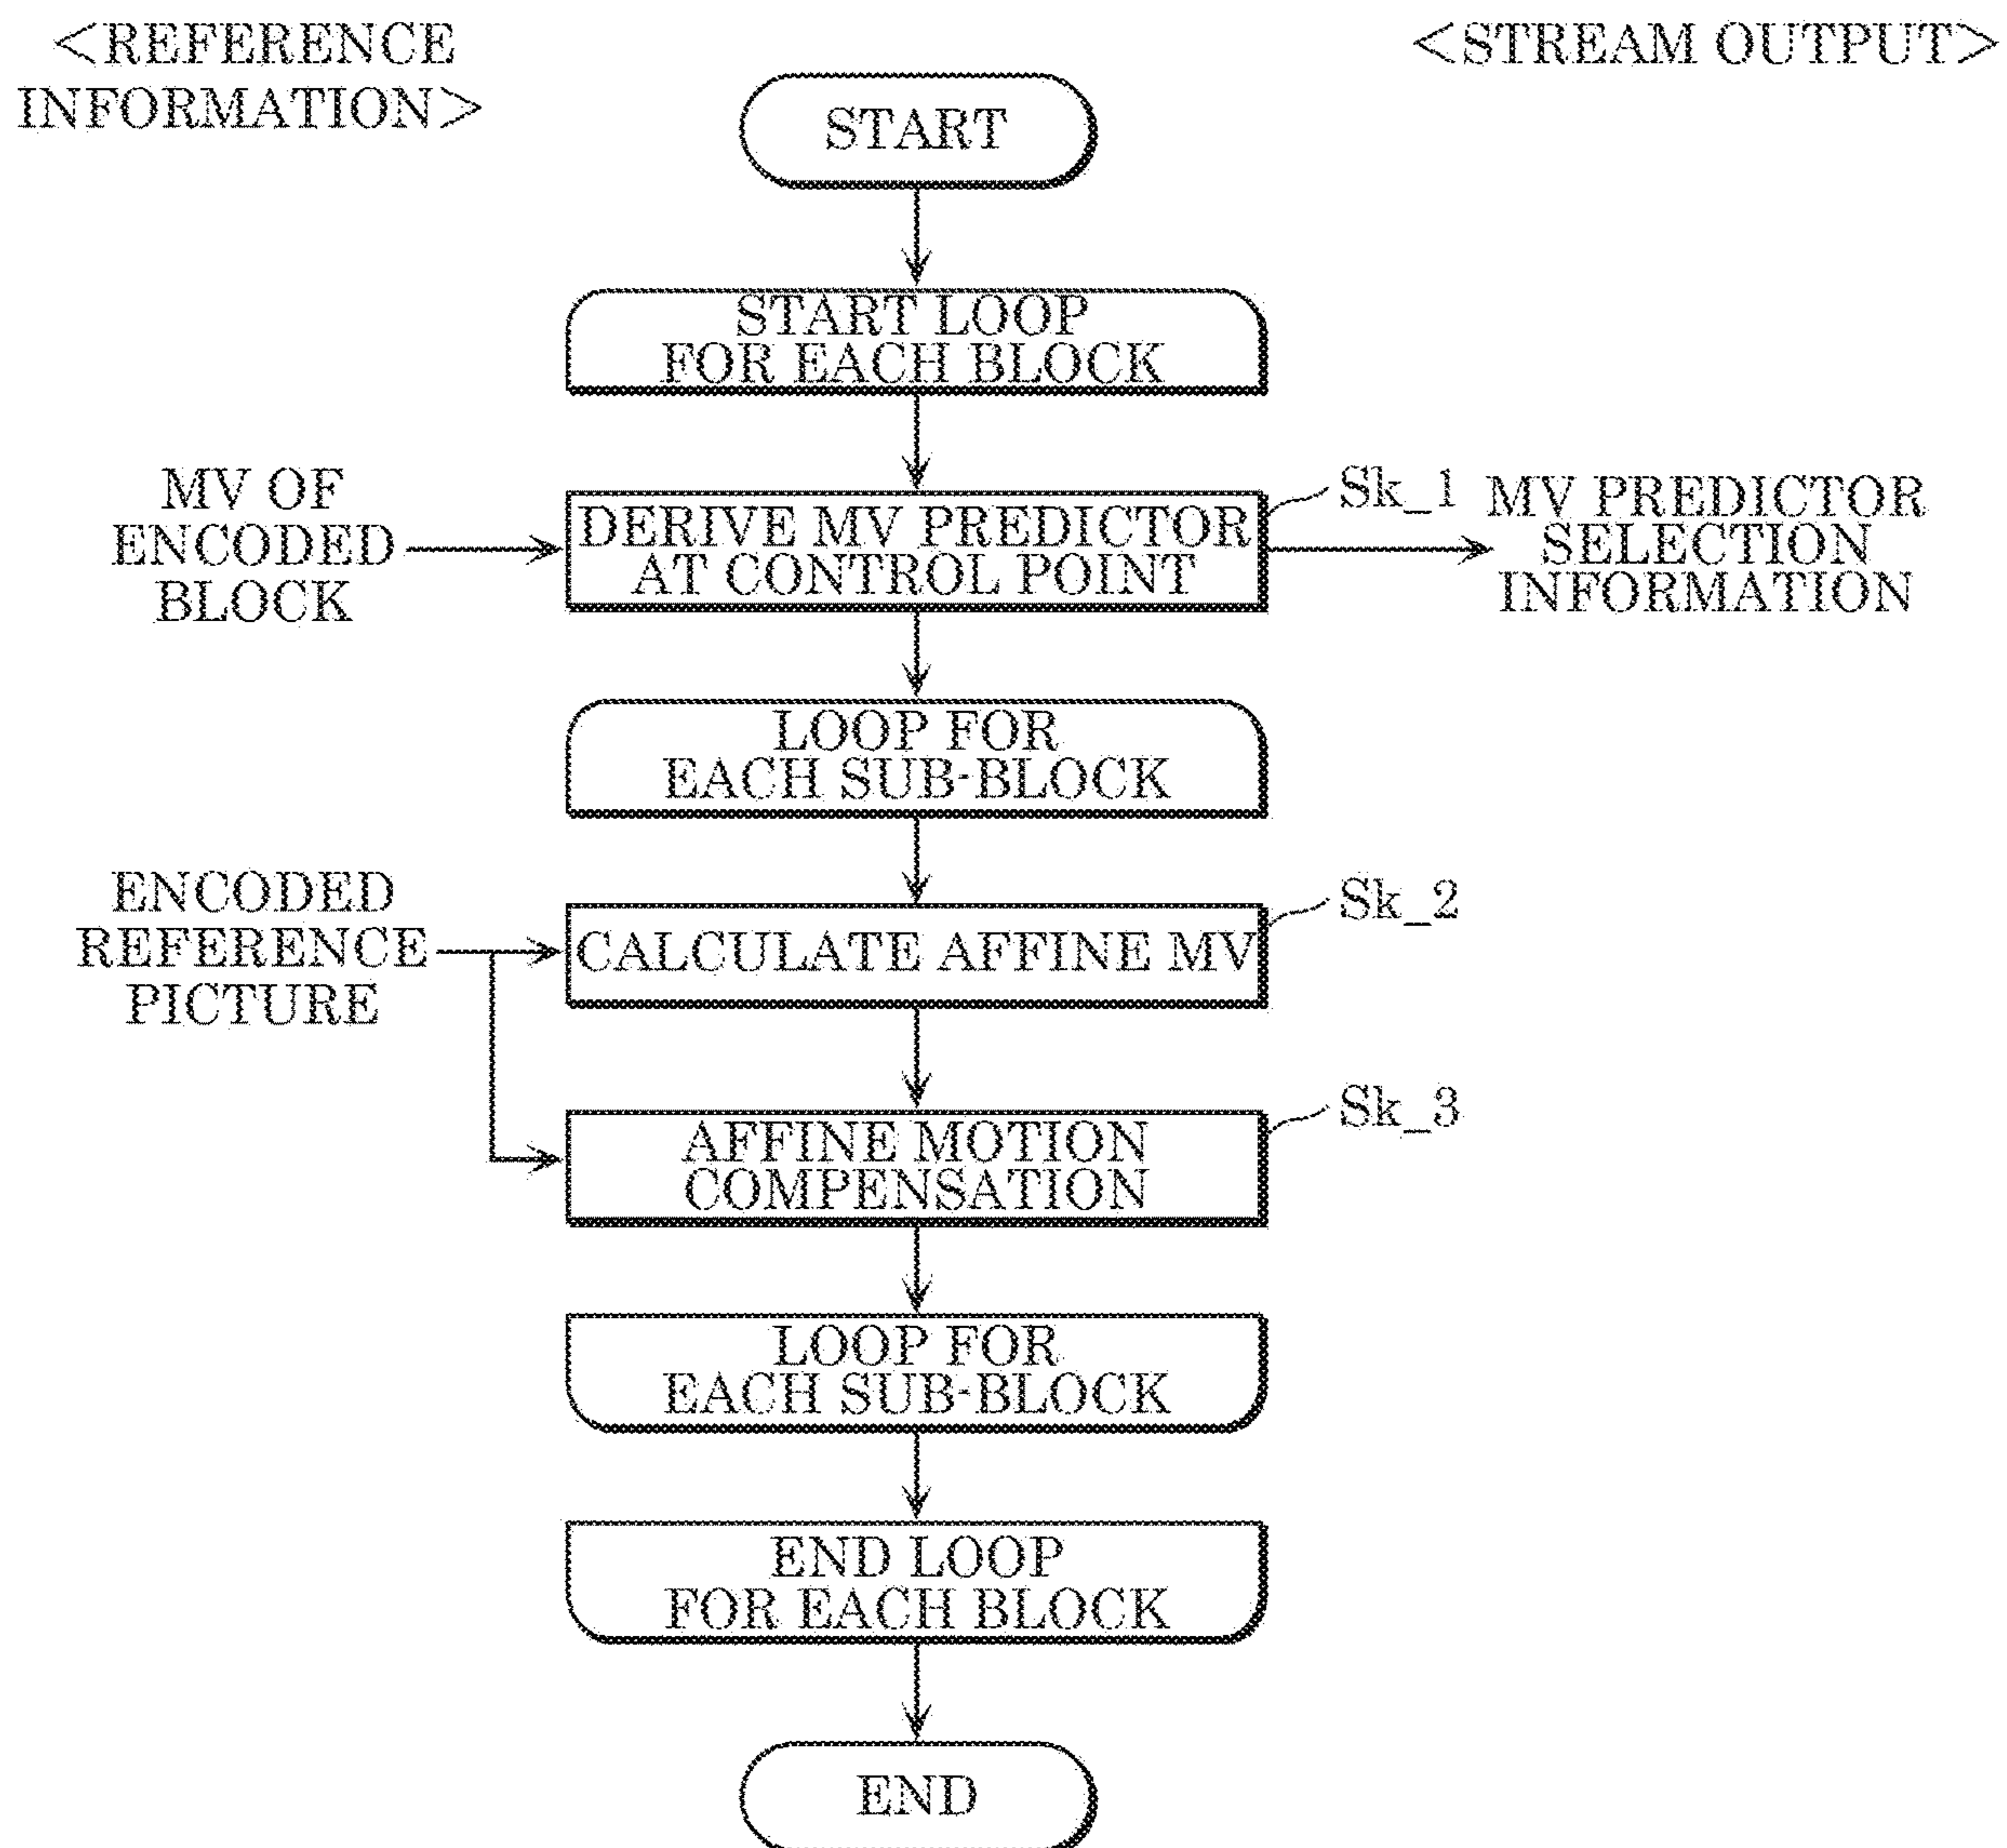 <REFERENCE
INFORMATION>
<STREAM OUTPUT>
START
START LOOP
FOR EACH BLOCK
MV OF
ENCODED
BLOCK
DERIVE MV PREDICTOR
AT CONTROL POINT
Sk_1
MV PREDICTOR
SELECTION
INFORMATION
LOOP FOR
EACH SUB-BLOCK
ENCODED
REFERENCE
PICTURE
CALCULATE AFFINE MV
Sk_2
AFFINE MOTION
COMPENSATION
Sk_3
LOOP FOR
EACH SUB-BLOCK
END LOOP
FOR EACH BLOCK
END